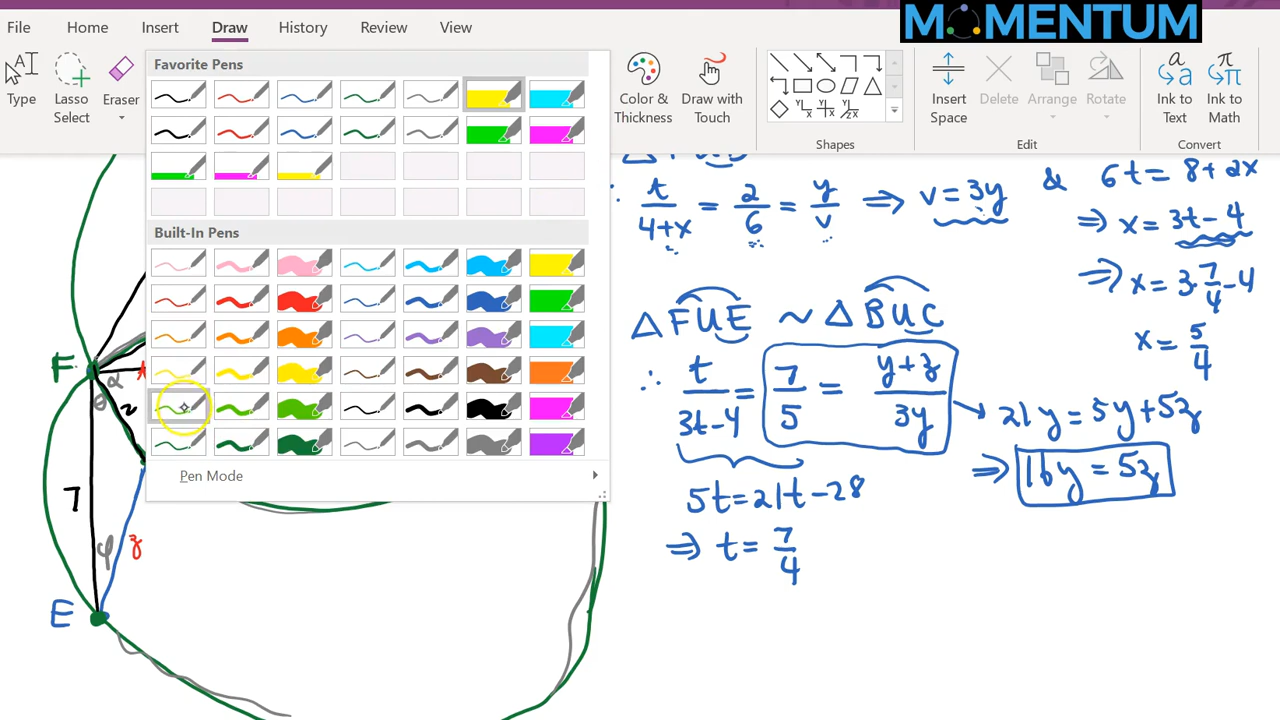 MOMENTUM
File Home Insert Draw History Review View
Type
Lasso Select
Eraser
Favorite Pens
Built-In Pens
Pen Mode
Color & Thickness
Draw with Touch
Shapes
Insert Space
Delete
Arrange
Rotate
Edit
Ink to Text
Ink to Math
Convert
t/(4+x) = 2/6 = y/v ⟹ v = 3y & 6t = 8 + 2x
⟹ x = 3t - 4
⟹ x = 3·7/4 - 4
x = 5/4
△FUE ~ △BUC
∴ t/(3t-4) = 7/5 = (y+z)/3y → 21y = 5y + 5z
⟹ 16y = 5z
5t = 21t - 28
⟹ t = 7/4
F
α
θ
2
7
φ
z
E